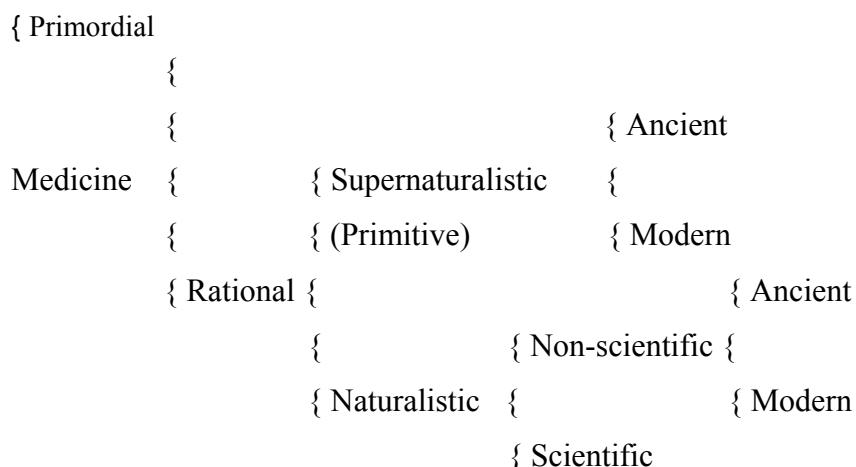 { Primordial
{
{ { Ancient
Medicine { { Supernaturalistic {
{ { (Primitive) { Modern
{ Rational { { Ancient
{ { Non-scientific {
{ Naturalistic { { Modern
{ Scientific